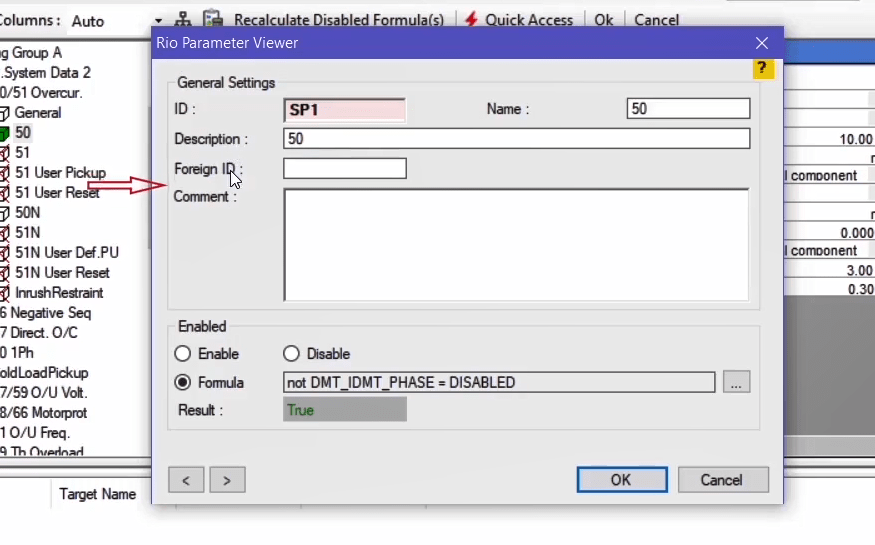 Columns : Auto Recalculate Disabled Formula(s) Quick Access Ok Cancel
Rio Parameter Viewer
?
General Settings
ID : SP1 Name : 50
Description : 50
Foreign ID :
Comment :
Enabled
Enable Disable
Formula not DMT_IDMT_PHASE = DISABLED ...
Result : True
< > OK Cancel
ng Group A
.System Data 2
0/51 Overcur.
General
50
51
51 User Pickup
51 User Reset
50N
51N
51N User Def.PU
51N User Reset
InrushRestraint
6 Negative Seq
7 Direct. O/C
0 1Ph
oldLoadPickup
7/59 O/U Volt.
8/66 Motorprot
1 O/U Freq.
9 Th.Overload
10.00
l component
0.000
l component
3.00
0.30
Target Name